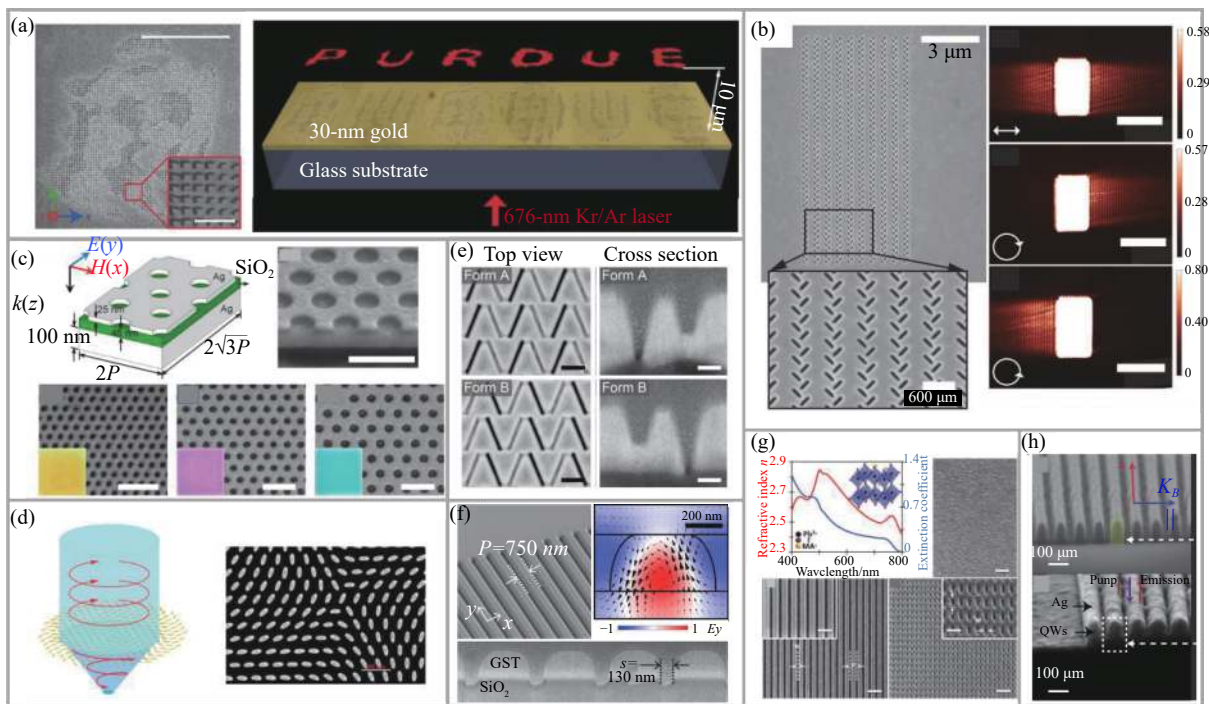 (a)
PURDUE
10 μm
30-nm gold
Glass substrate
676-nm Kr/Ar laser
(b)
3 μm
600 μm
0.58
0.29
0
0.57
0.28
0
0.80
0.40
0
(c)
E(y)
H(x)
k(z)
Ag
SiO2
Ag
100 nm
2P
2√3P
(d)
(e)
Top view
Cross section
Form A
Form A
Form B
Form B
(f)
P=750 nm
y
x
200 nm
−1
1
Ey
GST
s=
130 nm
SiO2
(g)
Refractive index n
2.9
2.7
2.5
2.3
1.4
0.7
0
Extinction coefficient
400
600
800
Wavclength/nm
(h)
KB
100 μm
Punp
Emission
Ag
QWs
100 μm